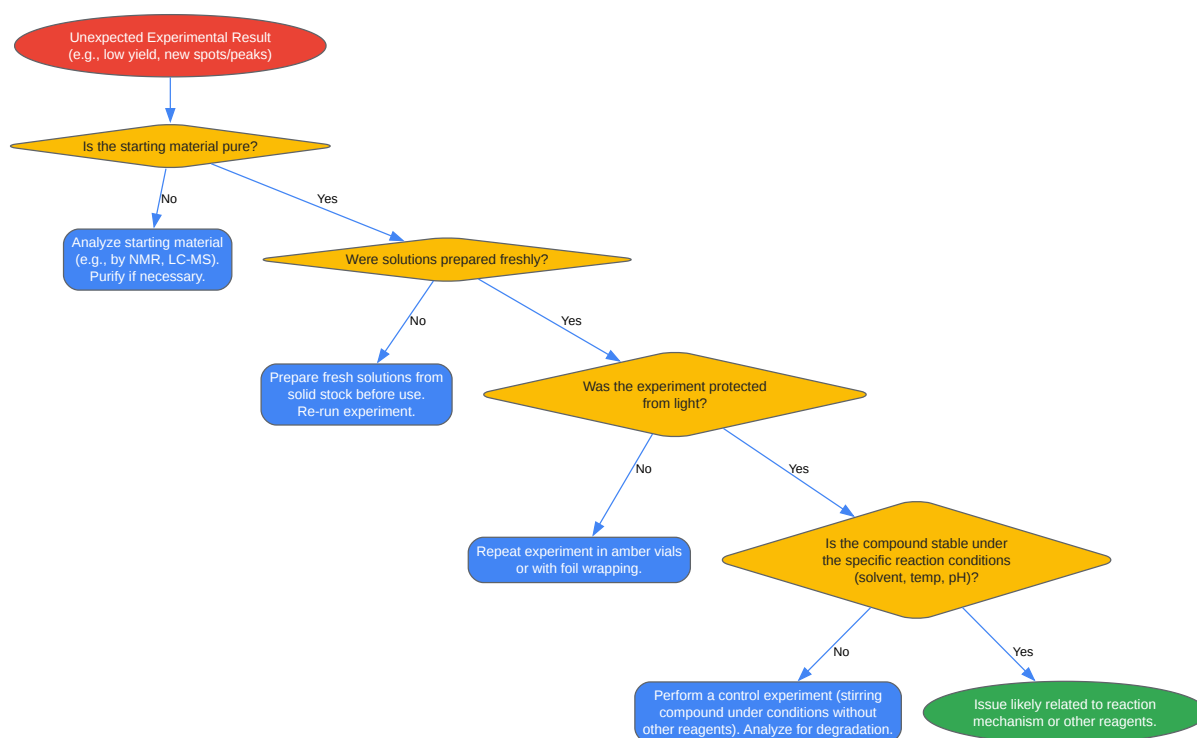 Unexpected Experimental Result
(e.g., low yield, new spots/peaks)
Is the starting material pure?
No
Yes
Analyze starting material
(e.g., by NMR, LC-MS).
Purify if necessary.
Were solutions prepared freshly?
No
Yes
Prepare fresh solutions from
solid stock before use.
Re-run experiment.
Was the experiment protected
from light?
No
Yes
Repeat experiment in amber vials
or with foil wrapping.
Is the compound stable under
the specific reaction conditions
(solvent, temp, pH)?
No
Yes
Perform a control experiment (stirring
compound under conditions without
other reagents). Analyze for degradation.
Issue likely related to reaction
mechanism or other reagents.